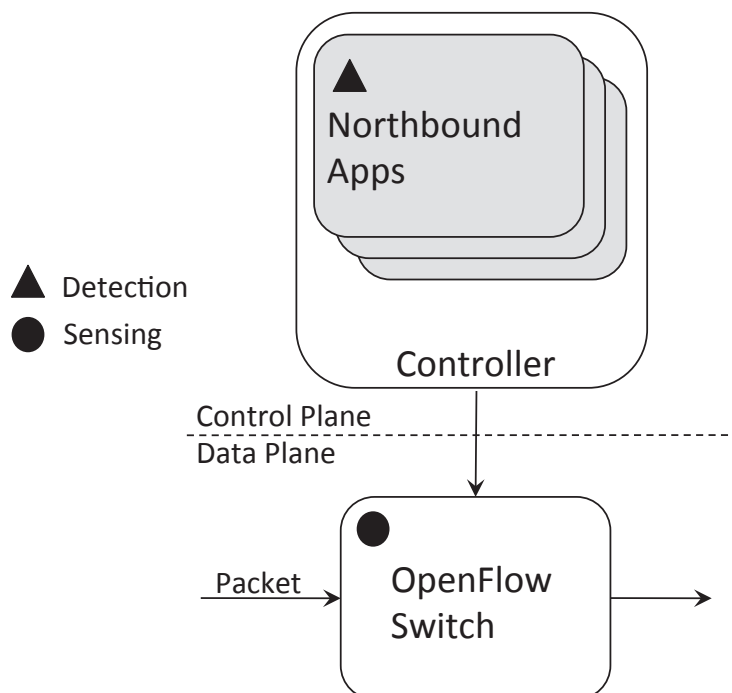 Northbound
Apps
Detection
Sensing
Controller
Control Plane
Data Plane
Packet
OpenFlow
Switch